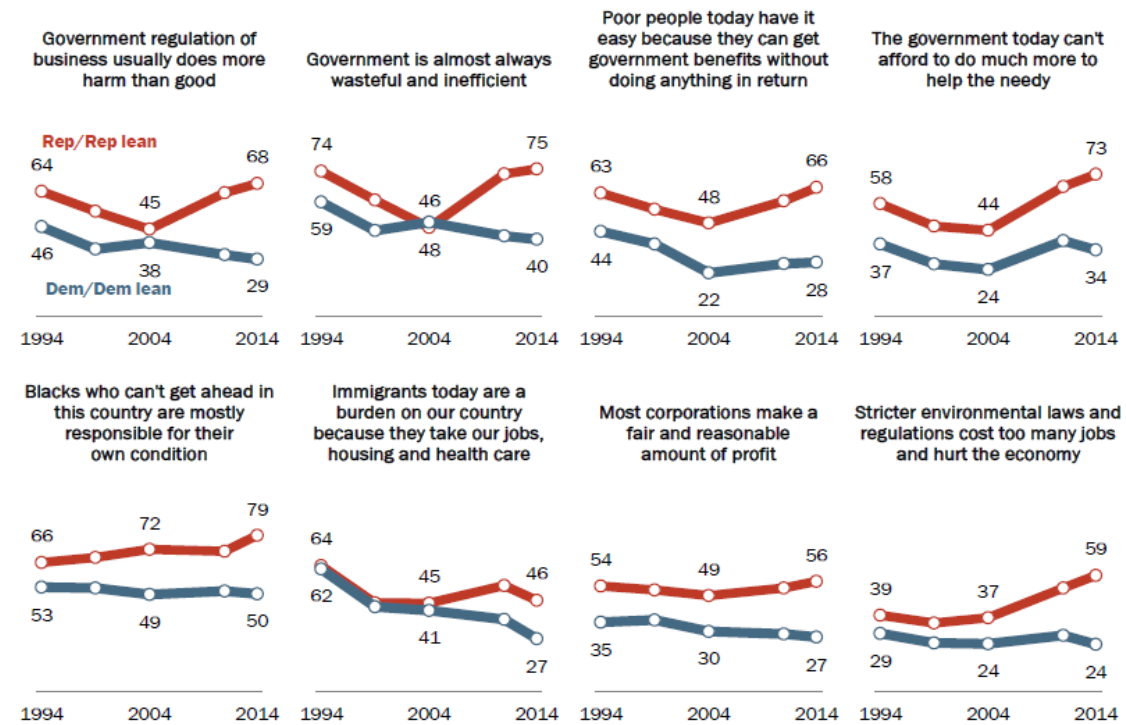 Government regulation of
business usually does more
harm than good
Rep/Rep lean
64
45
68
46
38
29
Dem/Dem lean
1994 2004 2014
Government is almost always
wasteful and inefficient
74
46
75
59
48
40
1994 2004 2014
Poor people today have it
easy because they can get
government benefits without
doing anything in return
63
48
66
44
22
28
1994 2004 2014
The government today can't
afford to do much more to
help the needy
58
44
73
37
24
34
1994 2004 2014
Blacks who can't get ahead in
this country are mostly
responsible for their
own condition
66
72
79
53
49
50
1994 2004 2014
Immigrants today are a
burden on our country
because they take our jobs,
housing and health care
64
45
46
62
41
27
1994 2004 2014
Most corporations make a
fair and reasonable
amount of profit
54
49
56
35
30
27
1994 2004 2014
Stricter environmental laws and
regulations cost too many jobs
and hurt the economy
39
37
59
29
24
24
1994 2004 2014